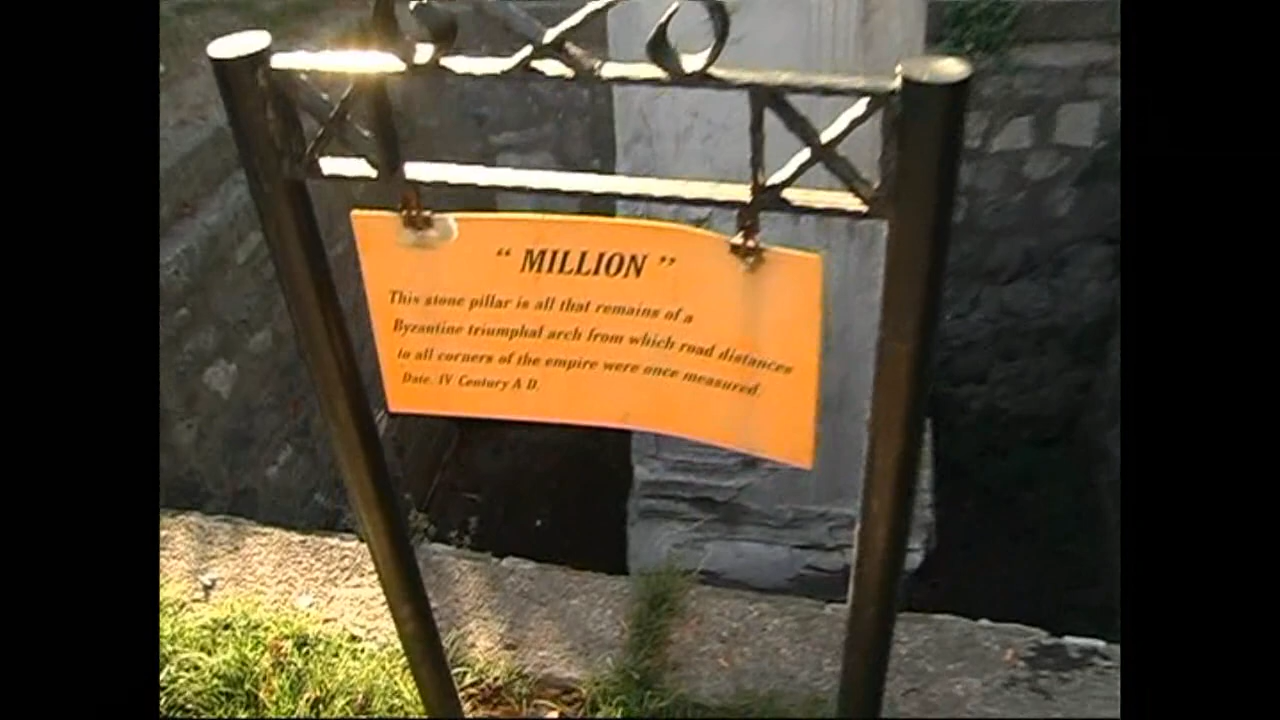 “ MILLION ”
This stone pillar is all that remains of a
Byzantine triumphal arch from which road distances
to all corners of the empire were once measured.
Date. IV Century A D.